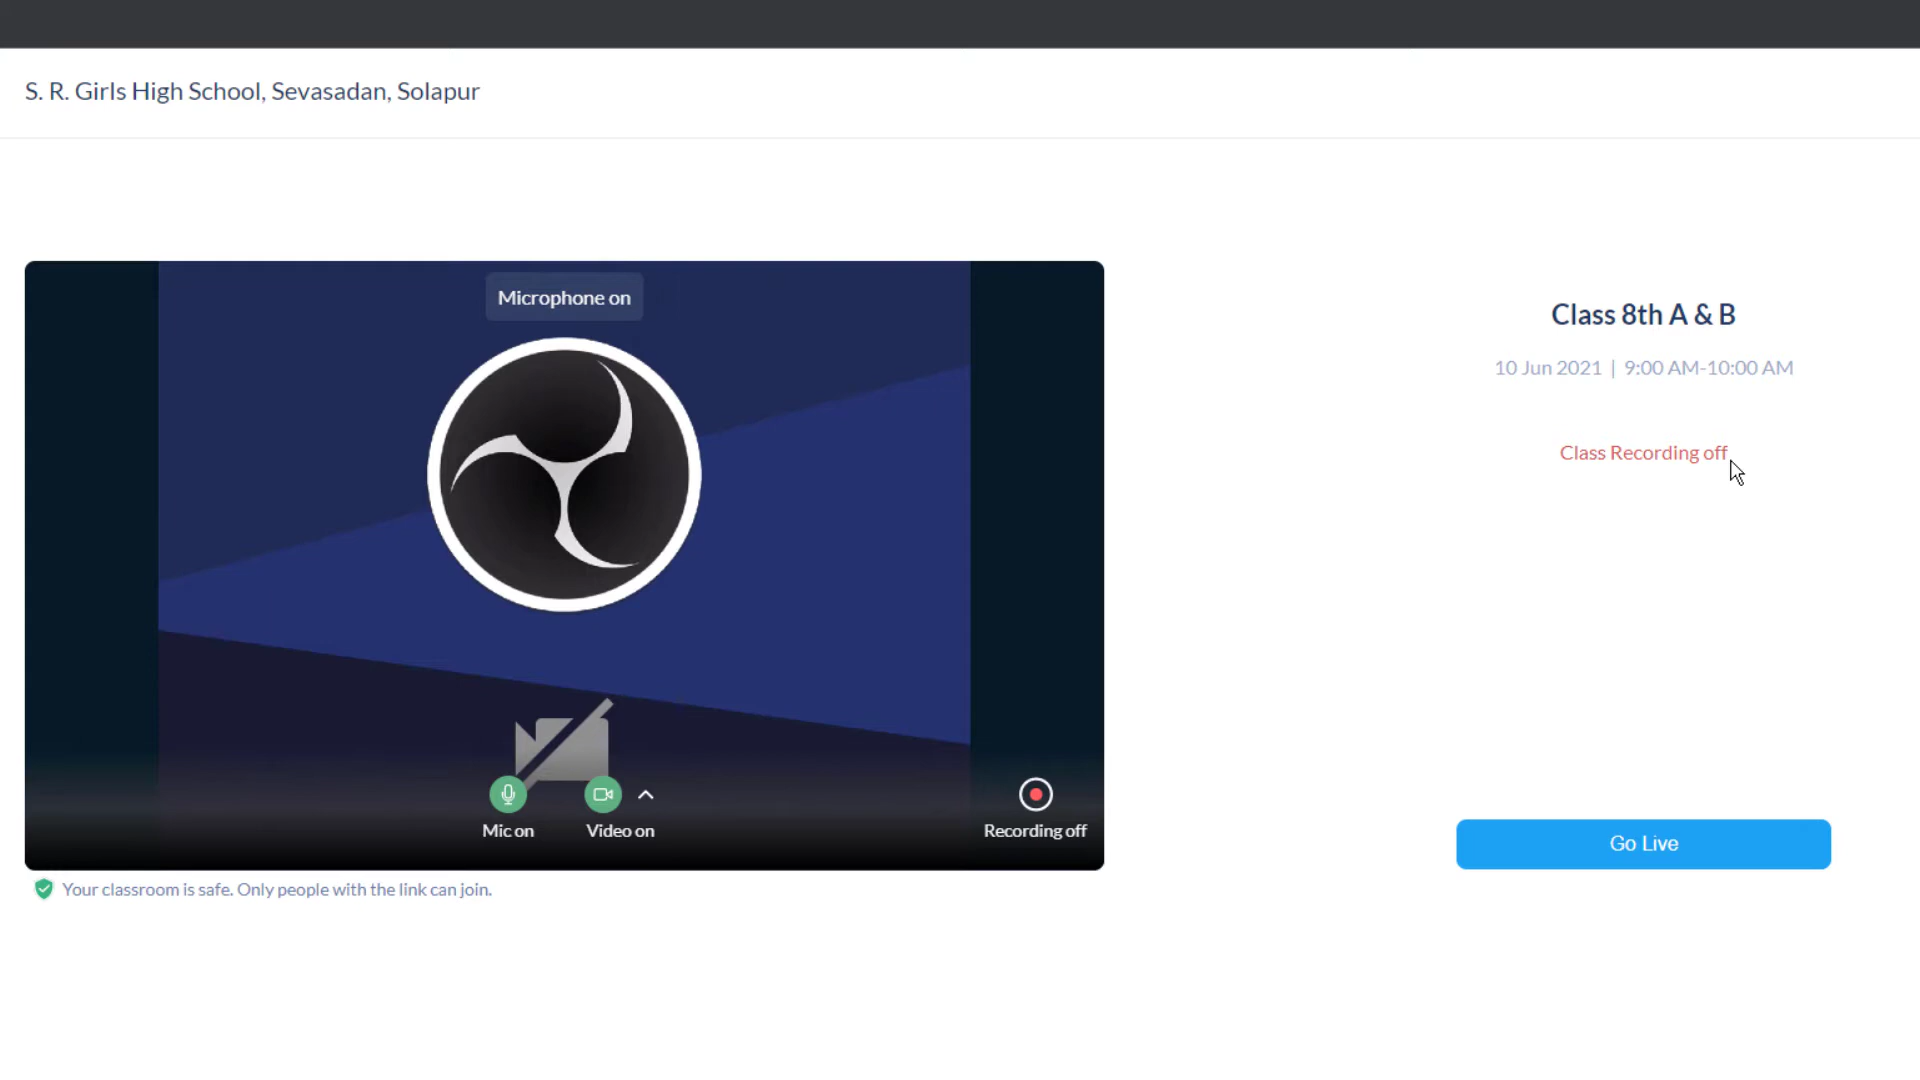 S. R. Girls High School, Sevasadan, Solapur
Microphone on
Mic on
Video on
Recording off
Your classroom is safe. Only people with the link can join.
Class 8th A & B
10 Jun 2021 | 9:00 AM-10:00 AM
Class Recording off
Go Live